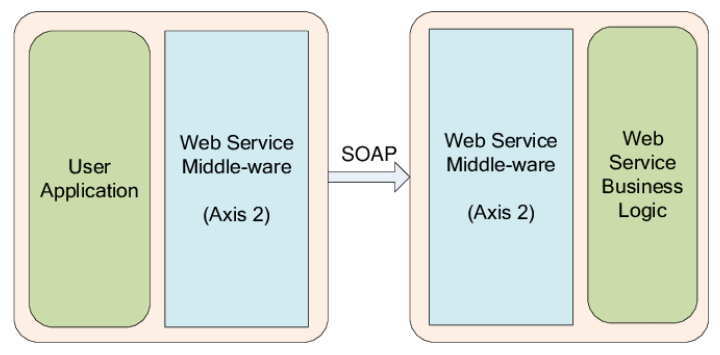 User
Application
Web Service
Middle-ware
(Axis 2)
SOAP
Web Service
Middle-ware
(Axis 2)
Web
Service
Business
Logic